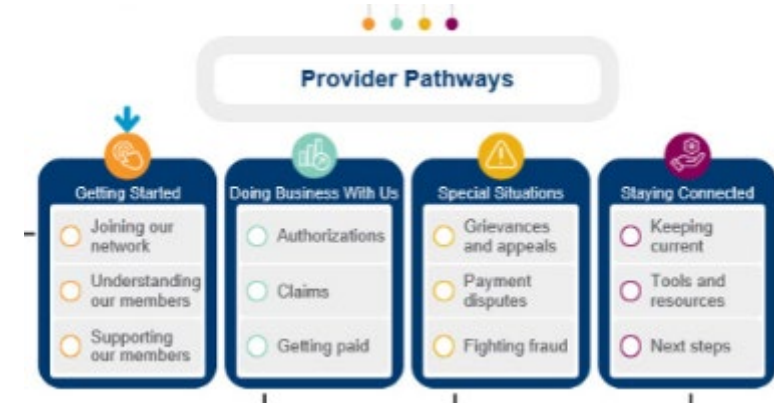 Provider Pathways
Getting Started
Joining our
network
Understanding
our members
Supporting
our members
Doing Business With Us
Authorizations
Claims
Getting paid
Special Situations
Grievances
and appeals
Payment
disputes
Fighting fraud
Staying Connected
Keeping
current
Tools and
resources
Next steps